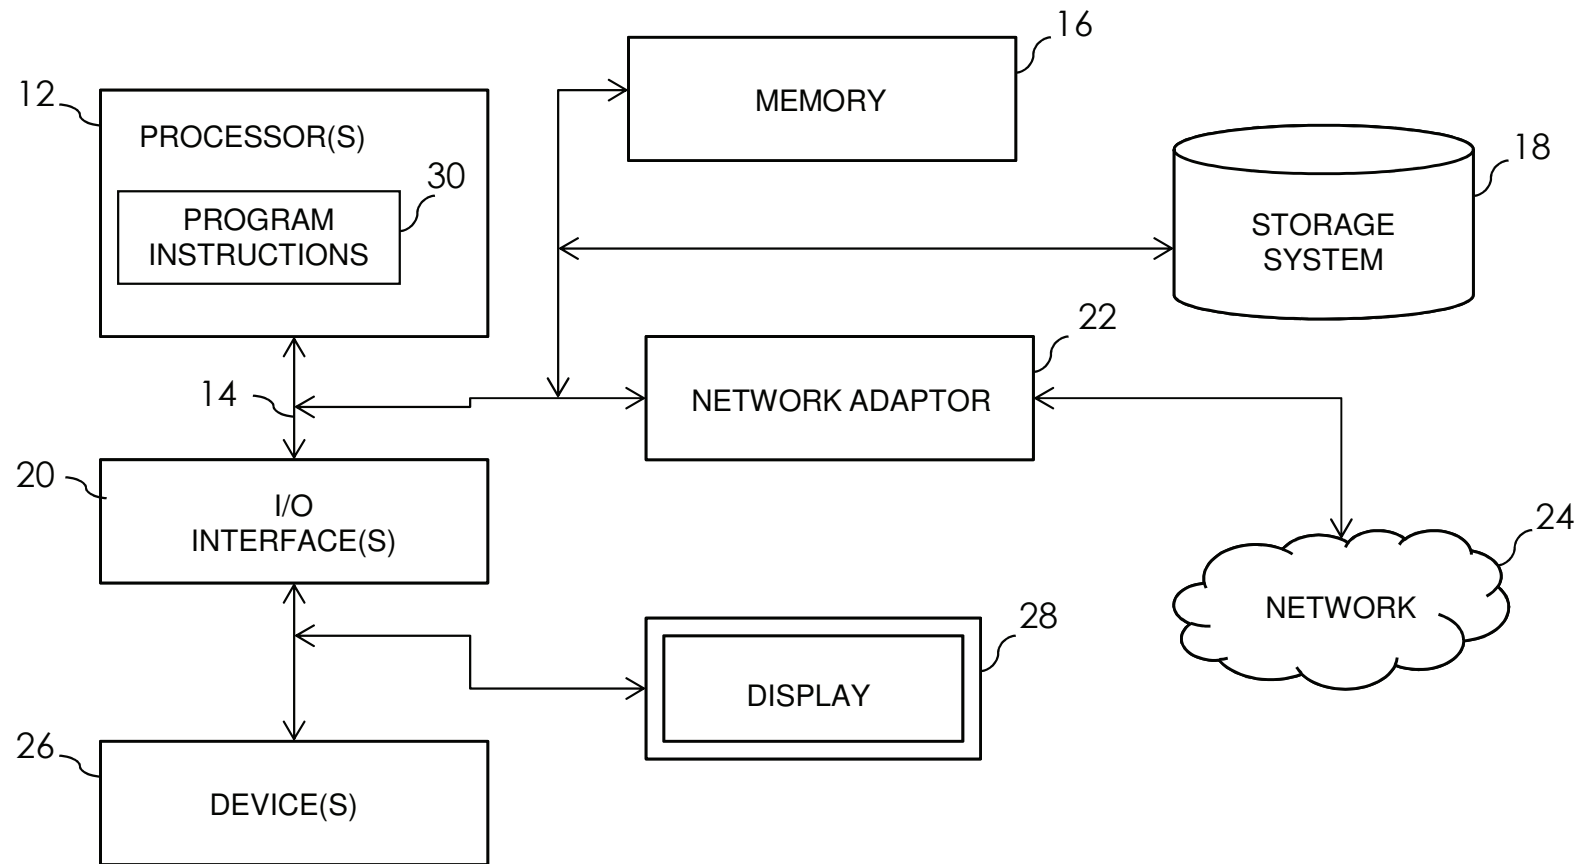 16
MEMORY
12
PROCESSOR(S)
30
PROGRAM
INSTRUCTIONS
18
STORAGE
SYSTEM
22
NETWORK ADAPTOR
14
20
I/O
INTERFACE(S)
24
NETWORK
28
DISPLAY
26
DEVICE(S)